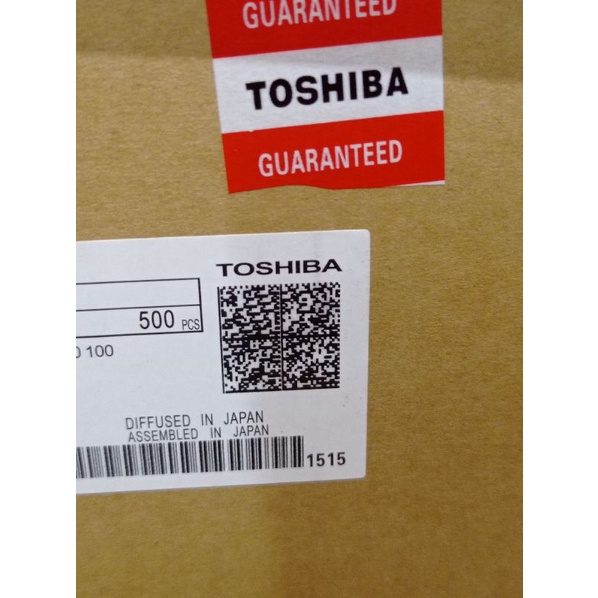 GUARANTEED
TOSHIBA
GUARANTEED
TOSHIBA
500 PCS
0 100
DIFFUSED IN JAPAN
ASSEMBLED IN JAPAN
1515